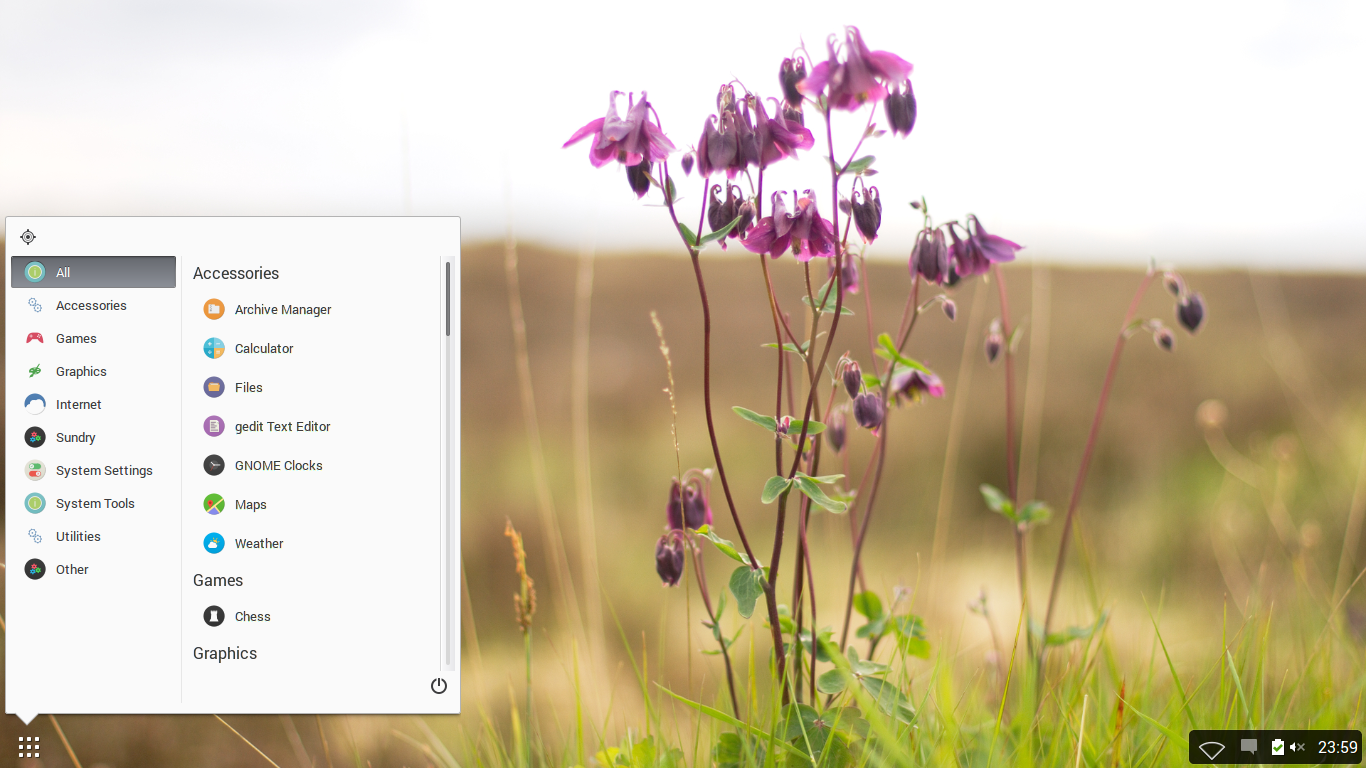 All
Accessories
Games
Graphics
Internet
Sundry
System Settings
System Tools
Utilities
Other
Accessories
Archive Manager
Calculator
Files
gedit Text Editor
GNOME Clocks
Maps
Weather
Games
Chess
Graphics
23:59